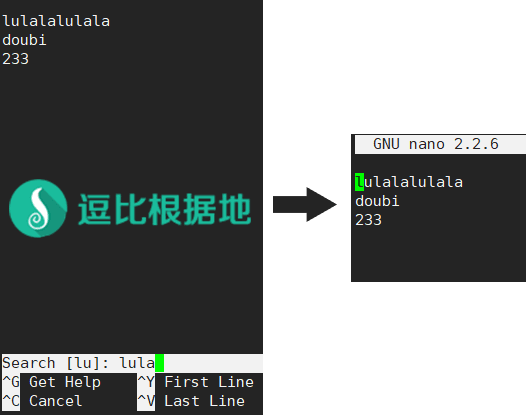 lulalalulala
doubi
233
逗比根据地
Search [lu]: lula
^G Get Help ^Y First Line
^C Cancel ^V Last Line
GNU nano 2.2.6
lulalalulala
doubi
233